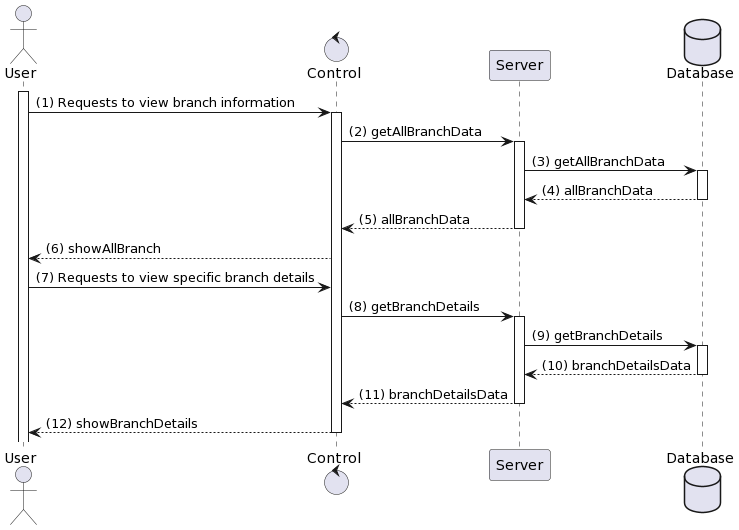 User
Control
Server
Database
(1) Requests to view branch information
(2) getAllBranchData
(3) getAllBranchData
(4) allBranchData
(5) allBranchData
(6) showAllBranch
(7) Requests to view specific branch details
(8) getBranchDetails
(9) getBranchDetails
(10) branchDetailsData
(11) branchDetailsData
(12) showBranchDetails
User
Control
Server
Database